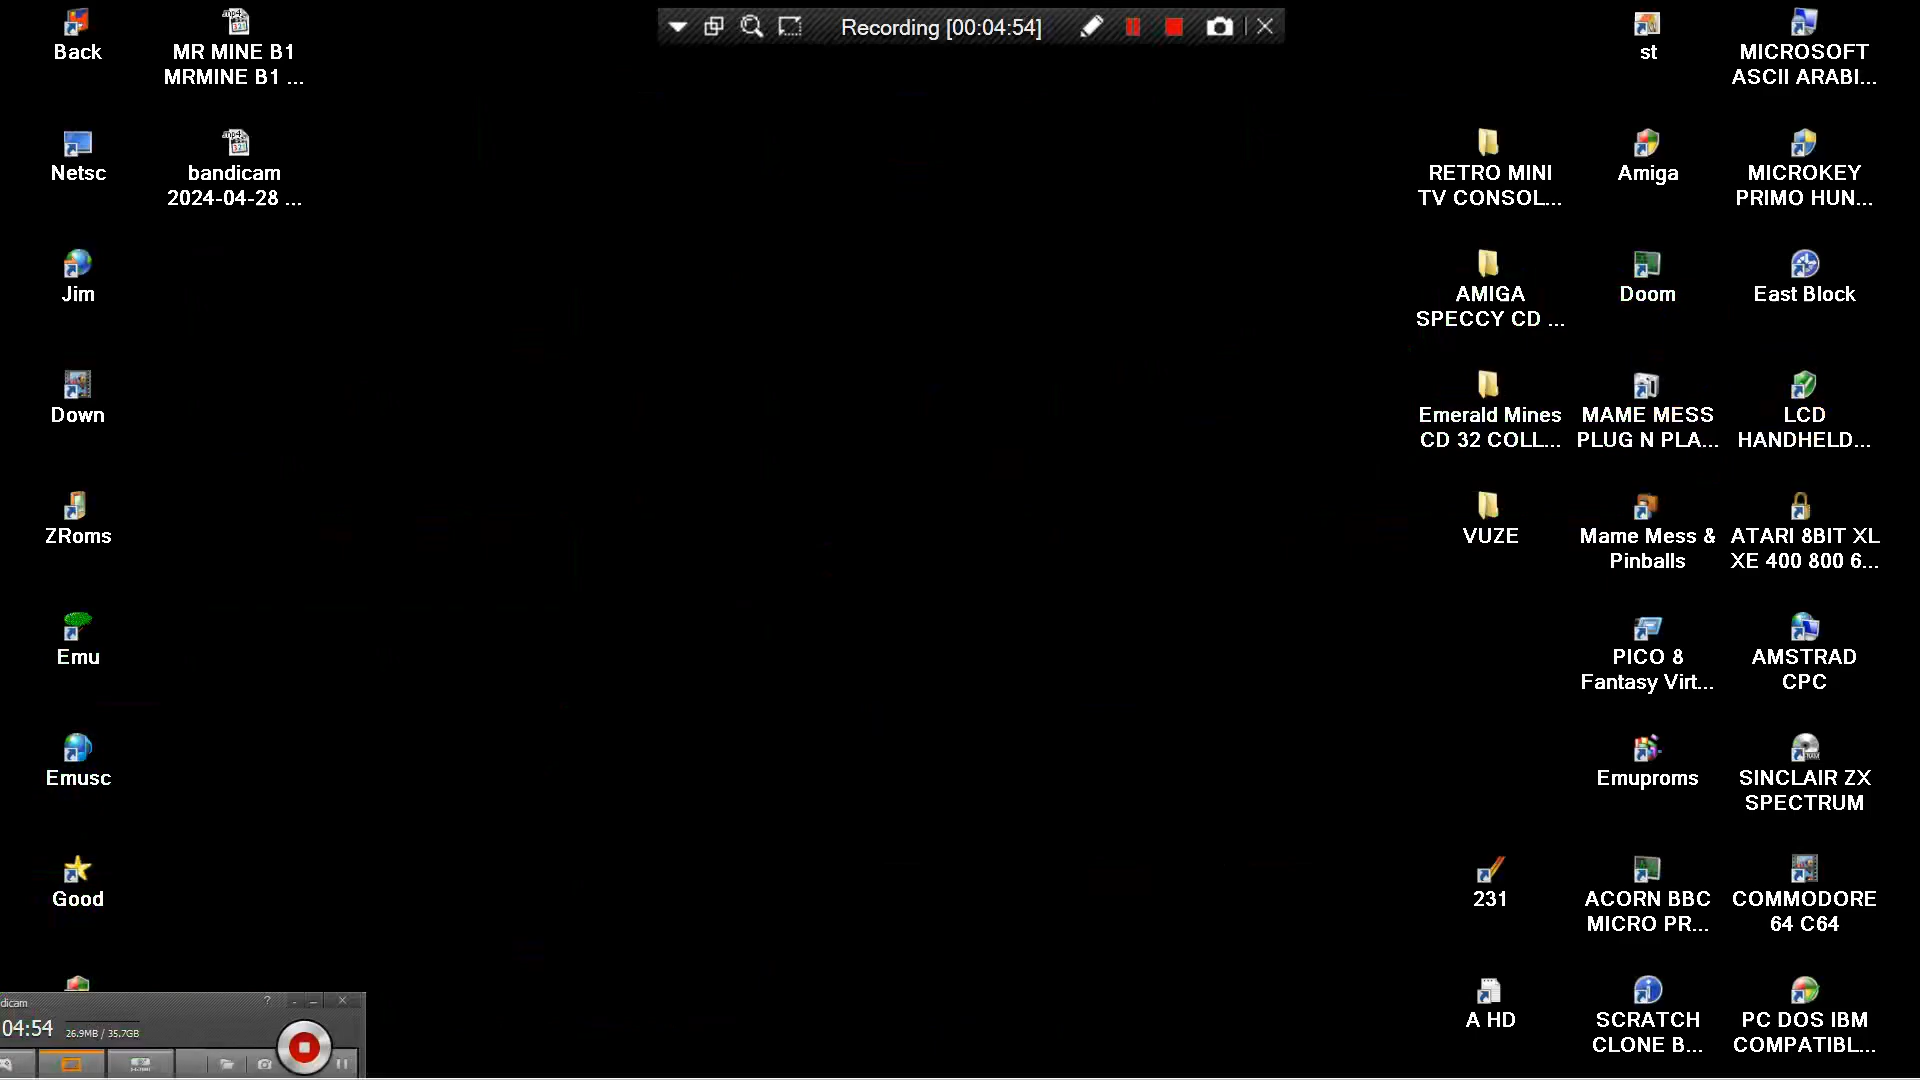 Recording [00:04:54]
Back
MR MINE B1
MRMINE B1 ...
st
MICROSOFT
ASCII ARABI...
Netsc
bandicam
2024-04-28 ...
RETRO MINI
TV CONSOL...
Amiga
MICROKEY
PRIMO HUN...
Jim
AMIGA
SPECCY CD ...
Doom
East Block
Down
Emerald Mines
CD 32 COLL...
MAME MESS
PLUG N PLA...
LCD
HANDHELD...
ZRoms
VUZE
Mame Mess &
Pinballs
ATARI 8BIT XL
XE 400 800 6...
Emu
PICO 8
Fantasy Virt...
AMSTRAD
CPC
Emusc
Emuproms
SINCLAIR ZX
SPECTRUM
Good
231
ACORN BBC
MICRO PR...
COMMODORE
64 C64
A HD
SCRATCH
CLONE B...
PC DOS IBM
COMPATIBL...
dicam
04:54
26.9MB / 35.7GB